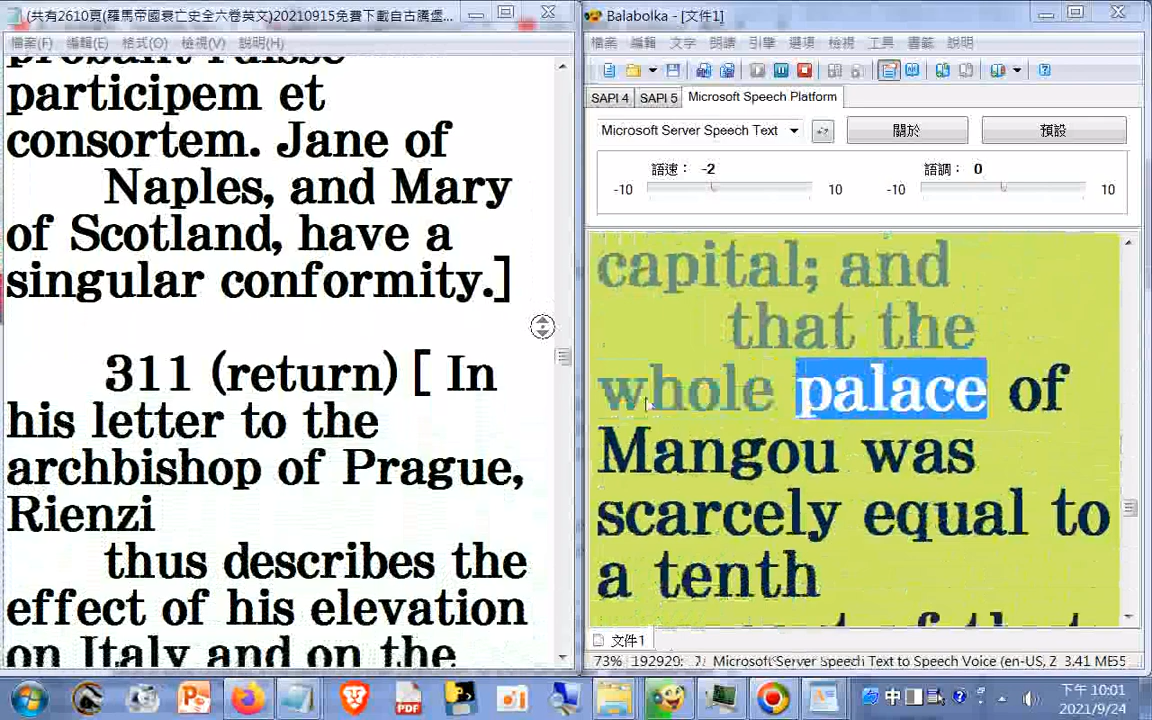 (共有2610頁(羅馬帝國衰亡史全六卷英文)20210915免費下載自古騰堡...
檔案(F) 編輯(E) 格式(O) 檢視(V) 說明(H)
participem et
consortem. Jane of
Naples, and Mary
of Scotland, have a
singular conformity.]
311 (return) [ In
his letter to the
archbishop of Prague,
Rienzi
thus describes the
effect of his elevation
on Italy and on the
Balabolka - [文件1]
檔案 編輯 文字 朗讀 引擎 選項 檢視 工具 書籤 說明
SAPI 4 SAPI 5 Microsoft Speech Platform
Microsoft Server Speech Text 關於 預設
語速： -2 語調： 0
-10 10 -10 10
capital; and
that the
whole palace of
Mangou was
scarcely equal to
a tenth
文件1
73% Microsoft Server Speech Text to Speech Voice (en-US, Z 3.41 ME
中
下午 10:01
2021/9/24